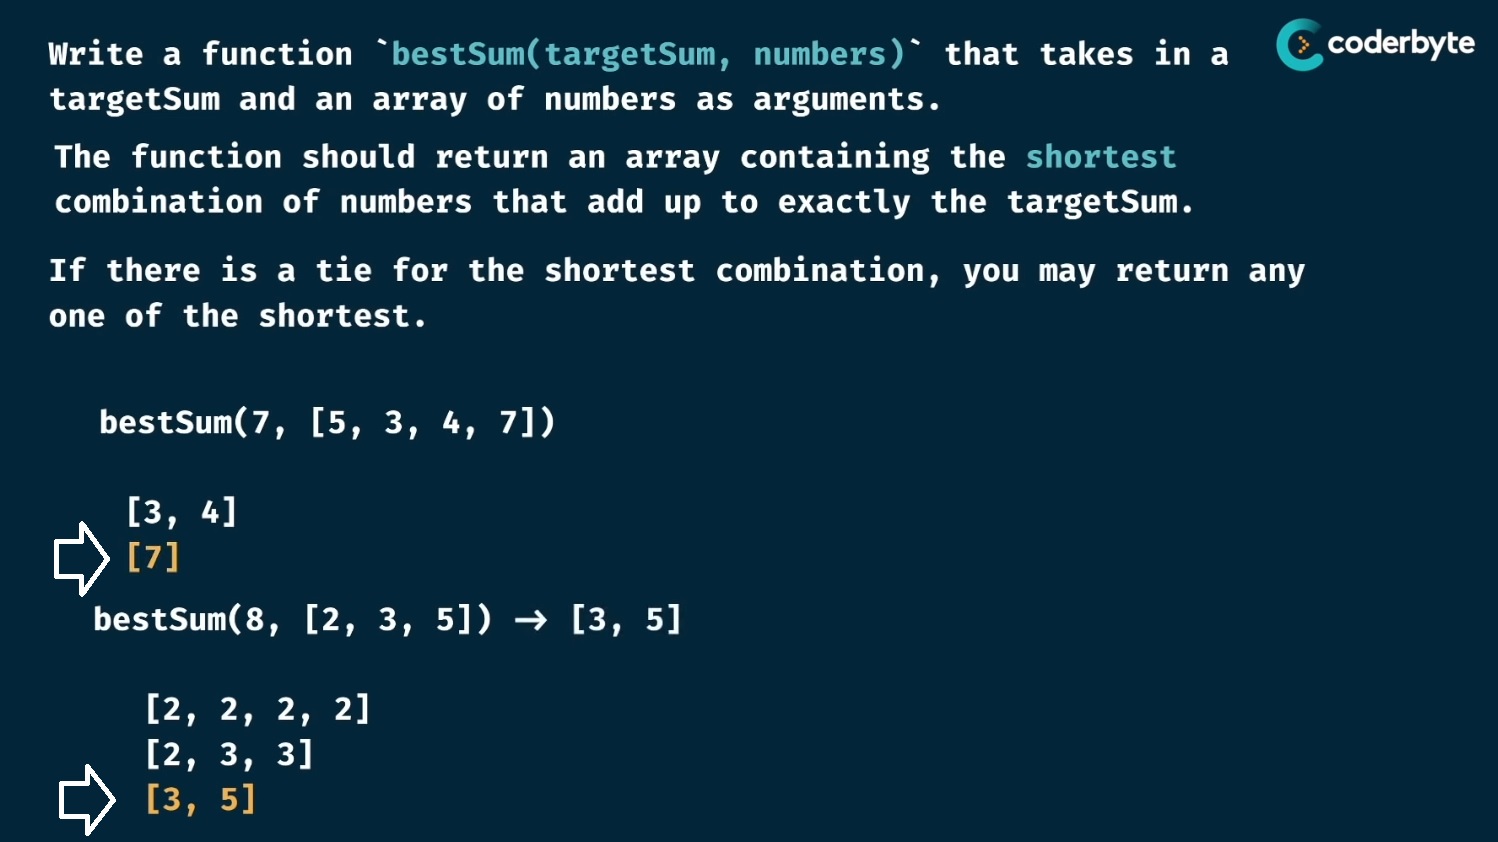 Write a function `bestSum(targetSum, numbers)` that takes in a
coderbyte
targetSum and an array of numbers as arguments.
The function should return an array containing the shortest
combination of numbers that add up to exactly the targetSum.
If there is a tie for the shortest combination, you may return any
one of the shortest.
bestSum(7, [5, 3, 4, 7])
[3, 4]
[7]
bestSum(8, [2, 3, 5]) → [3, 5]
[2, 2, 2, 2]
[2, 3, 3]
[3, 5]